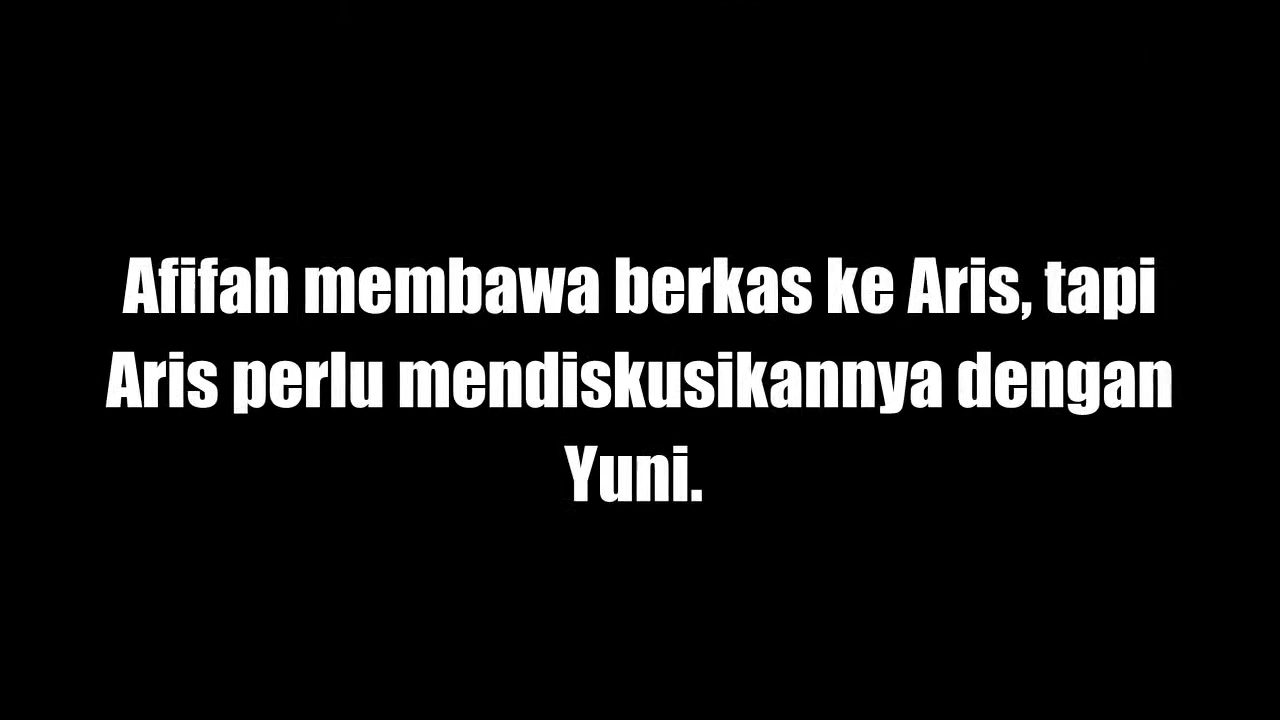 Afifah membawa berkas ke Aris, tapi
Aris perlu mendiskusikannya dengan
Yuni.